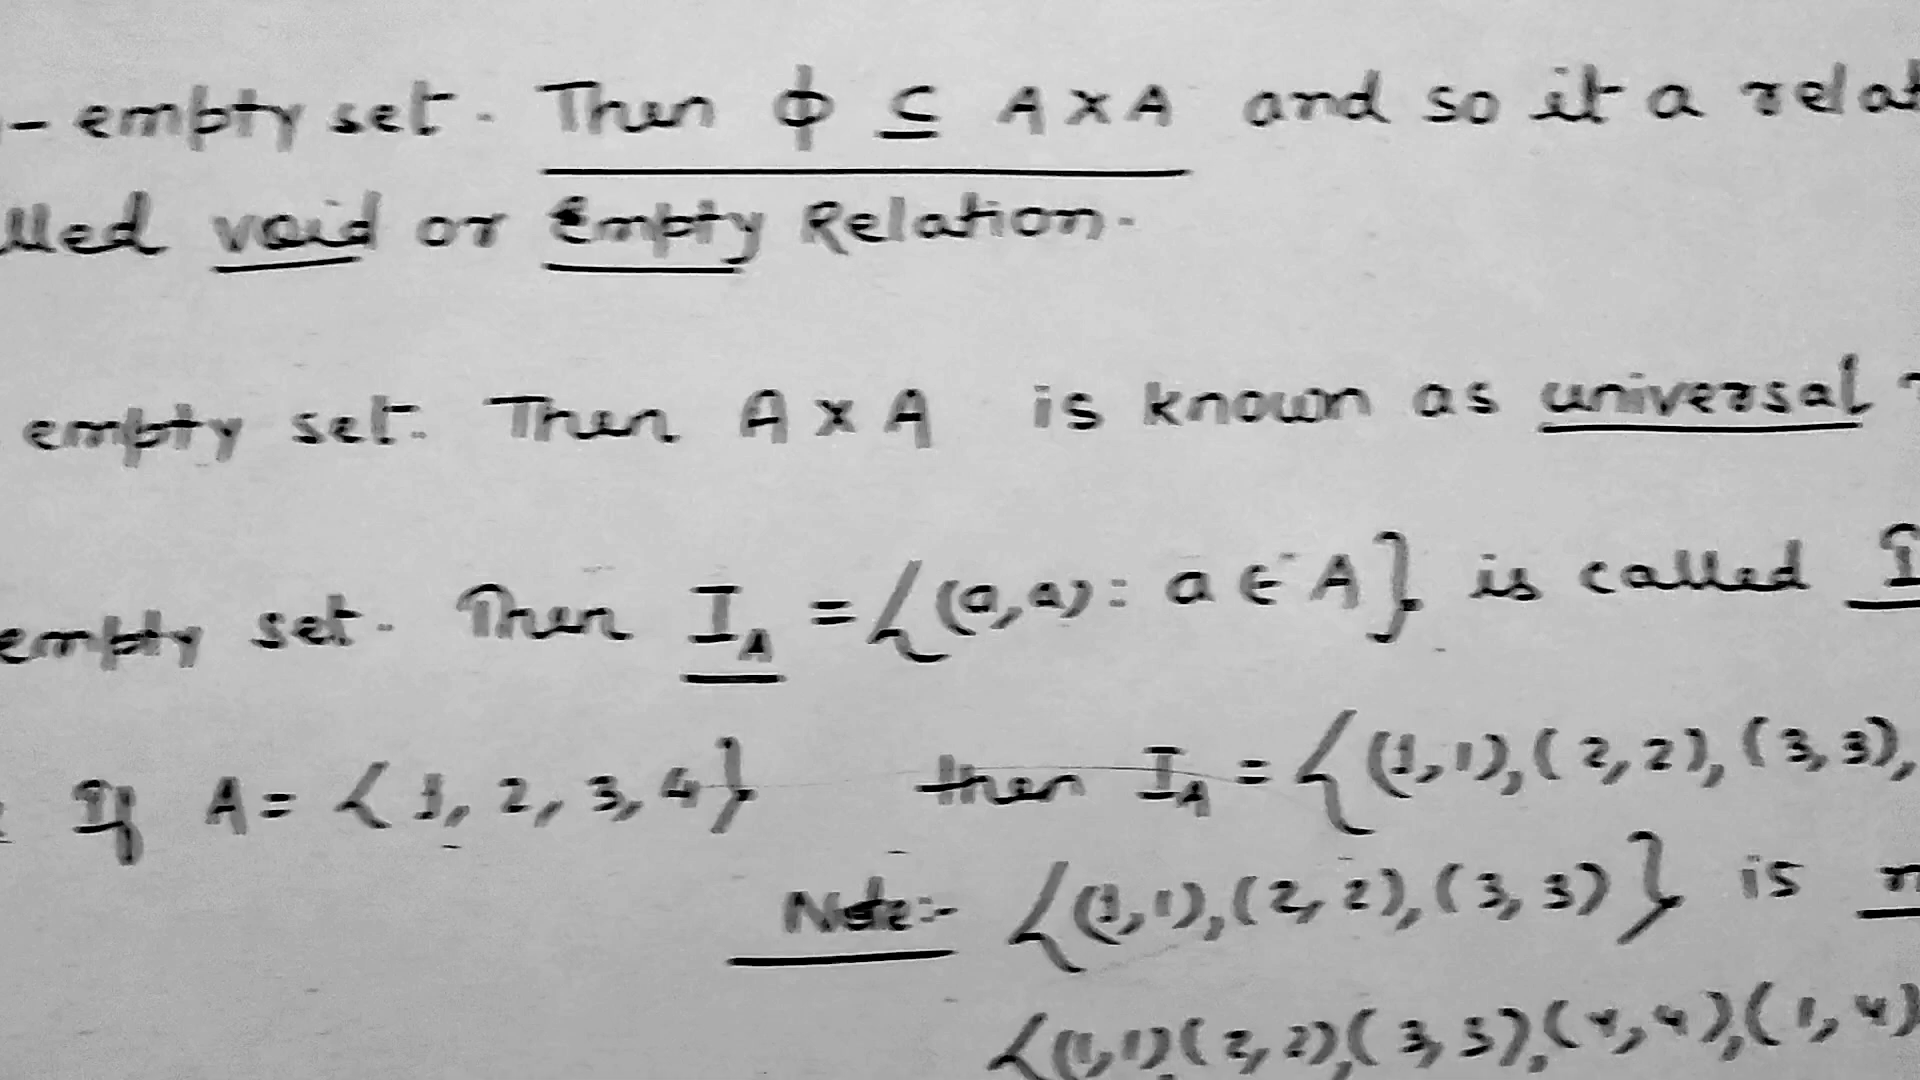 - empty set. Then ϕ ⊆ A×A and so it a relat
lled void or Empty Relation.
empty set. Then A×A is known as universal
empty set. Then I_A = {(a,a): a ∈ A} is called I
If A = {1, 2, 3, 4} then I_A = {(1,1),(2,2),(3,3),
Note:- {(1,1),(2,2),(3,3)} is n
{(1,1)(2,2),(3,3),(4,4),(1,4)